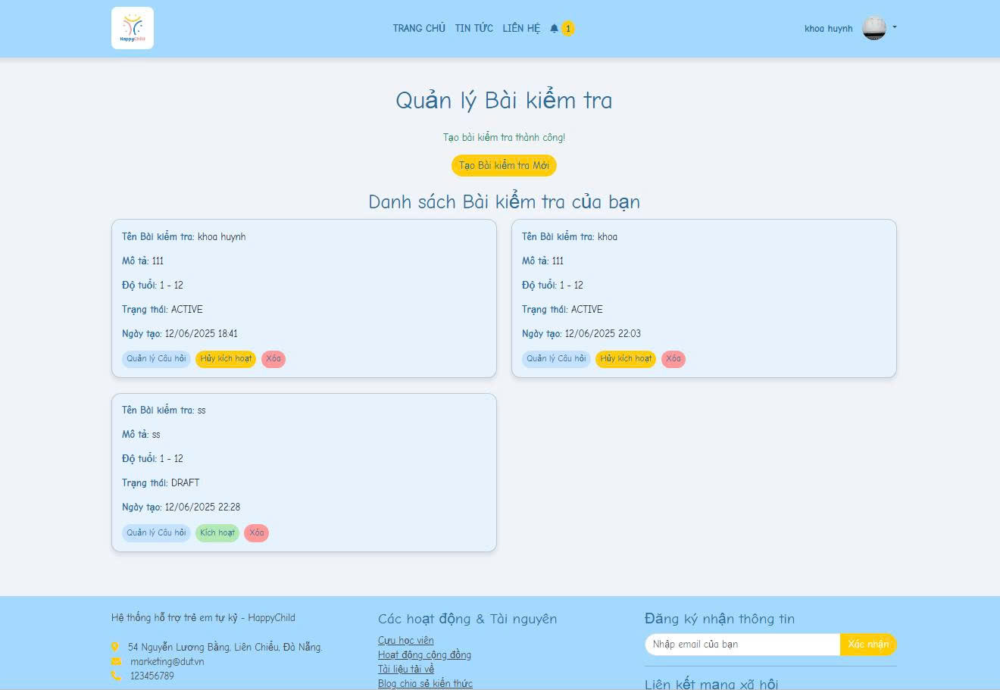 HappyChild
TRANG CHỦ TIN TỨC LIÊN HỆ 1
khoa huynh
Quản lý Bài kiểm tra
Tạo bài kiểm tra thành công!
Tạo Bài kiểm tra Mới
Danh sách Bài kiểm tra của bạn
Tên Bài kiểm tra: khoa huynh
Mô tả: 111
Độ tuổi: 1 - 12
Trạng thái: ACTIVE
Ngày tạo: 12/06/2025 18:41
Quản lý Câu hỏi Hủy kích hoạt Xóa
Tên Bài kiểm tra: khoa
Mô tả: 111
Độ tuổi: 1 - 12
Trạng thái: ACTIVE
Ngày tạo: 12/06/2025 22:03
Quản lý Câu hỏi Hủy kích hoạt Xóa
Tên Bài kiểm tra: ss
Mô tả: ss
Độ tuổi: 1 - 12
Trạng thái: DRAFT
Ngày tạo: 12/06/2025 22:28
Quản lý Câu hỏi Kích hoạt Xóa
Hệ thống hỗ trợ trẻ em tự kỷ - HappyChild
54 Nguyễn Lương Bằng, Liên Chiểu, Đà Nẵng.
marketing@dut.vn
123456789
Các hoạt động & Tài nguyên
Cựu học viên
Hoạt động cộng đồng
Tài liệu tải về
Blog chia sẻ kiến thức
Đăng ký nhận thông tin
Nhập email của bạn Xác nhận
Liên kết mạng xã hội